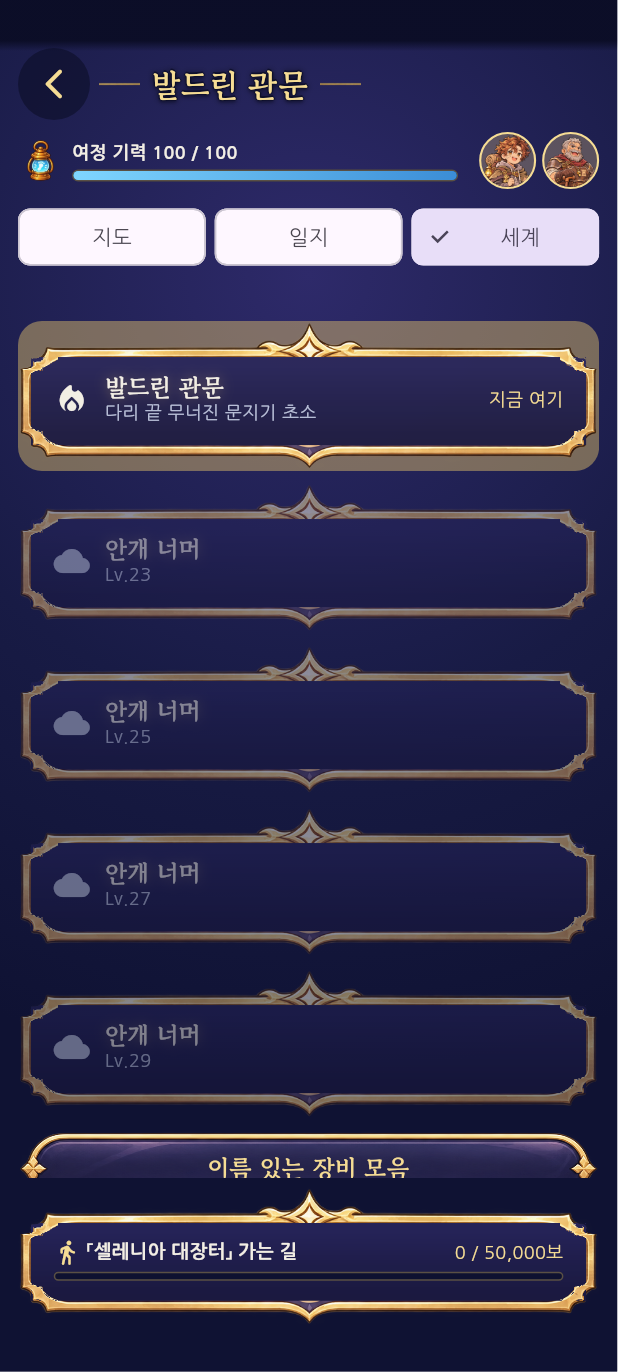 발드린 관문
여정 기력 100 / 100
지도
일지
세계
발드린 관문
다리 끝 무너진 문지기 초소
지금 여기
안개 너머
Lv.23
안개 너머
Lv.25
안개 너머
Lv.27
안개 너머
Lv.29
이름 있는 장비 모음
「셀레니아 대장터」 가는 길
0 / 50,000보